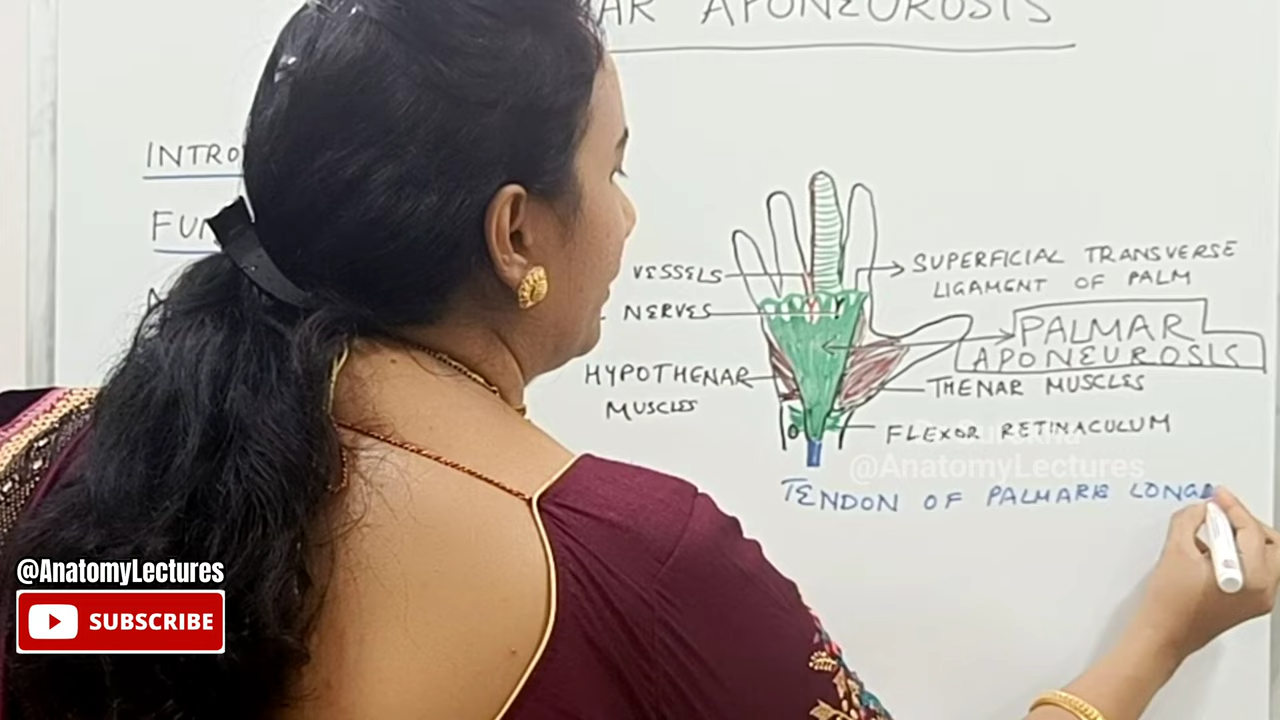 AR APONEUROSIS
INTRO
FU
VESSELS
NERVES
HYPOTHENAR
MUSCLES
SUPERFICIAL TRANSVERSE
LIGAMENT OF PALM
PALMAR
APONEUROSIS
THENAR MUSCLES
FLEXOR RETINACULUM
@AnatomyLectures
TENDON OF PALMARIS LONG
@AnatomyLectures
SUBSCRIBE